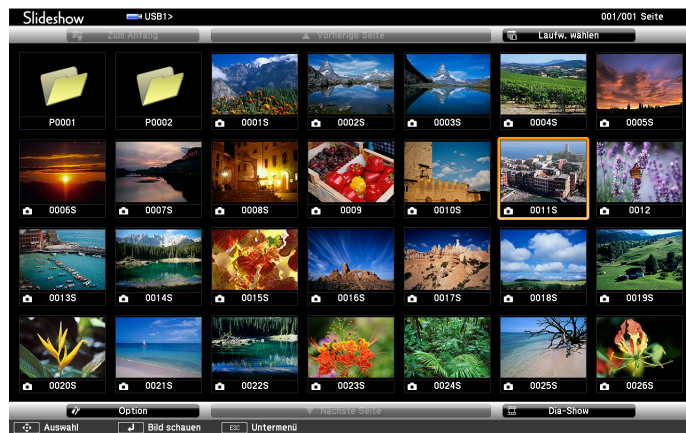 Slideshow USB1> 001/001 Seite
Zum Anfang Vorherige Seite Laufw. wählen
P0001 P0002 0001S 0002S 0003S 0004S 0005S
0006S 0007S 0008S 0009 0010S 0011S 0012
0013S 0014S 0015S 0016S 0017S 0018S 0019S
0020S 0021S 0022S 0023S 0024S 0025S 0026S
Option Nächste Seite Dia-Show
Auswahl Bild schauen ESC Untermenü